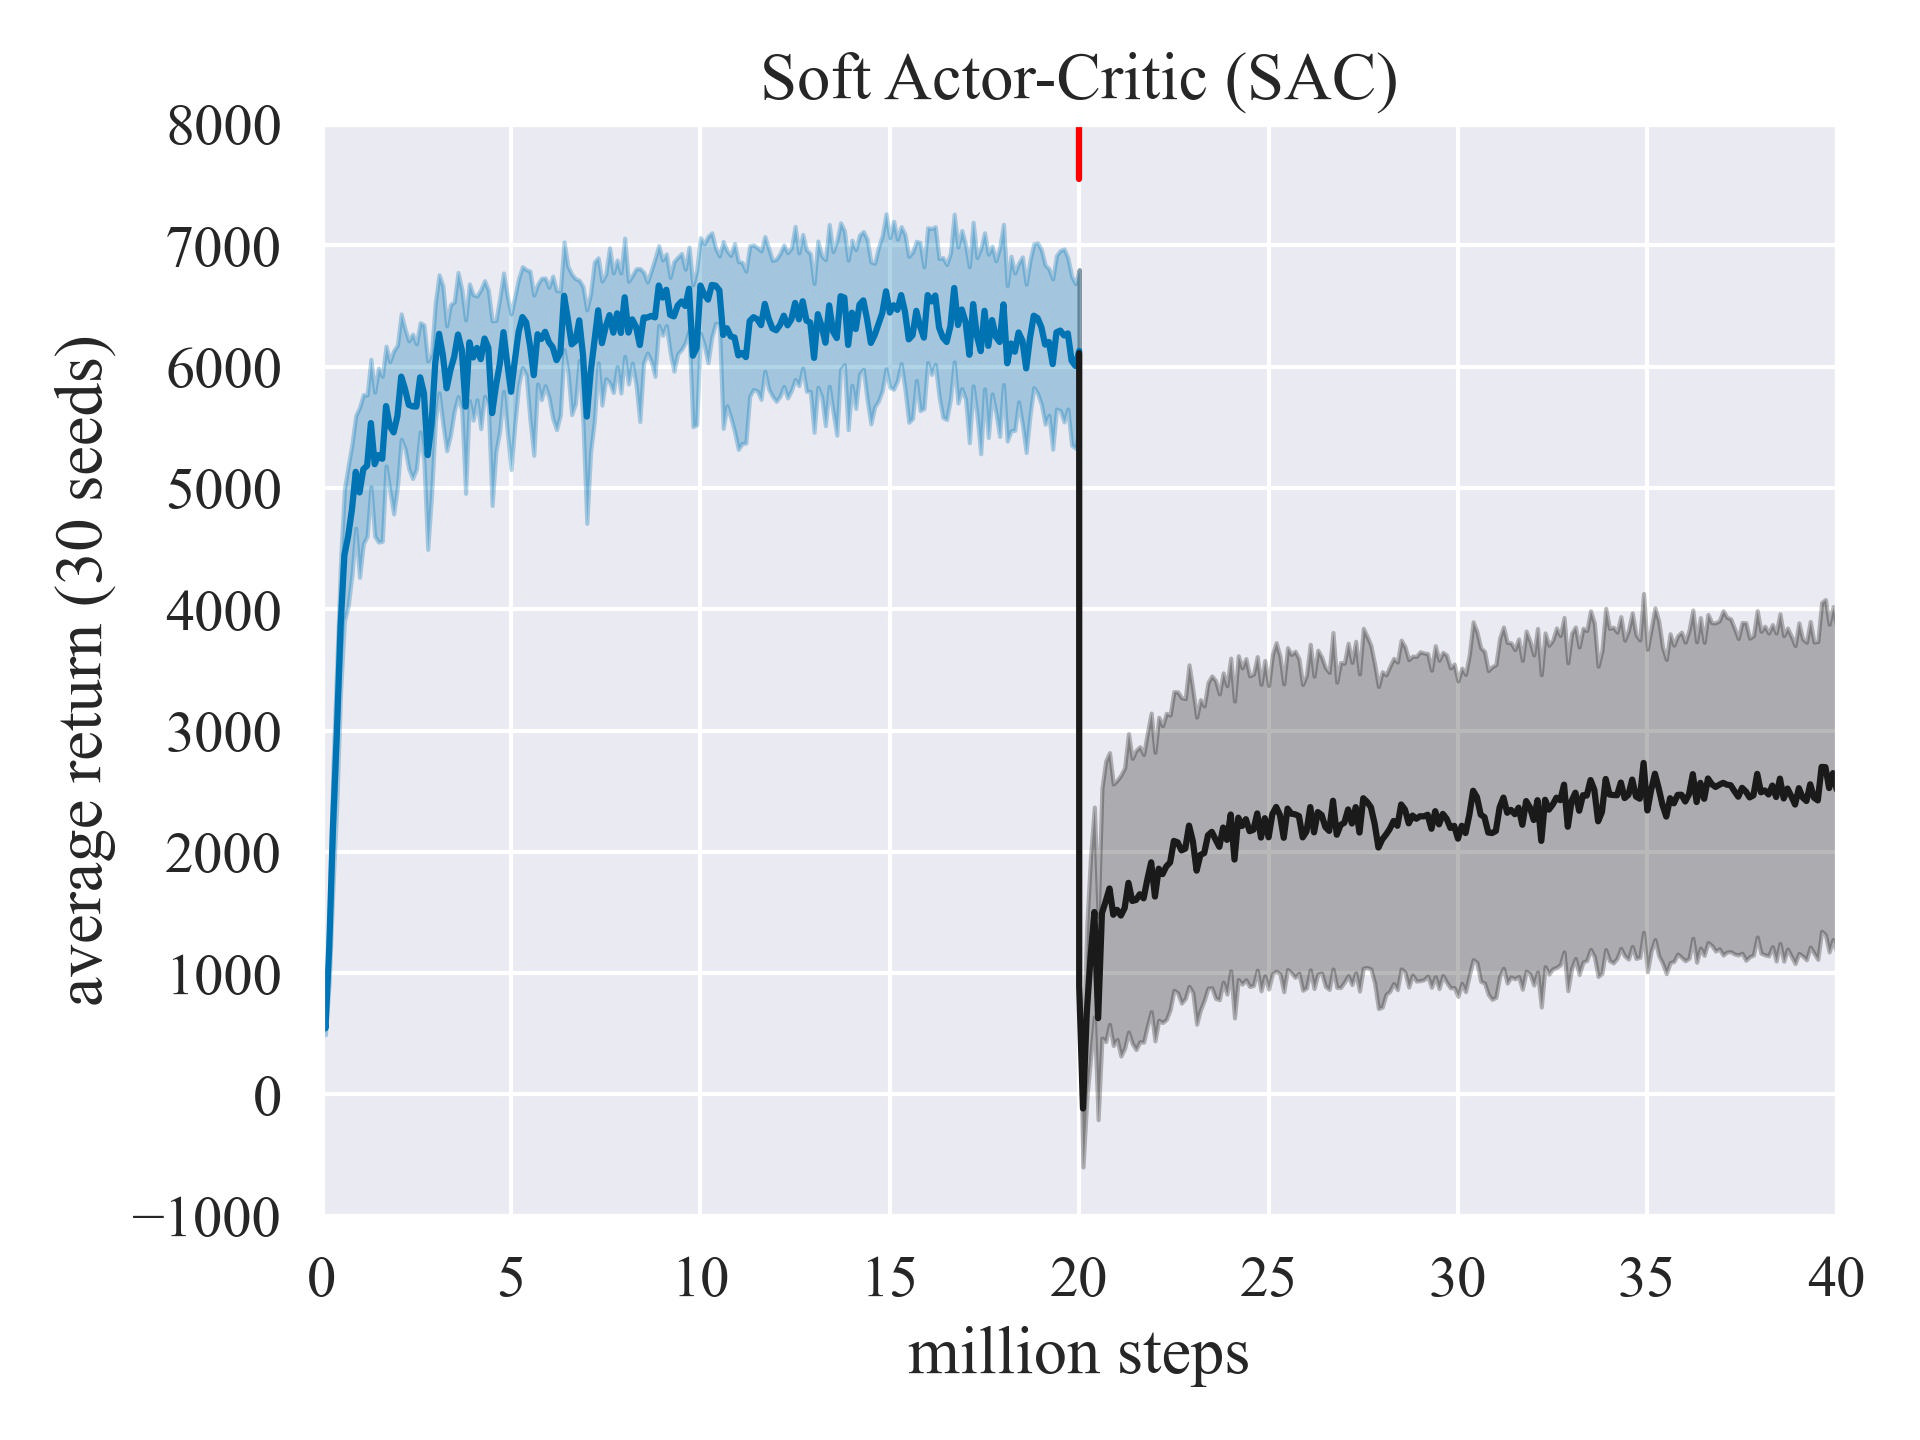 Soft Actor-Critic (SAC)
8000
7000
6000
5000
4000
3000
2000
1000
0
−1000
average return (30 seeds)
0 5 10 15 20 25 30 35 40
million steps